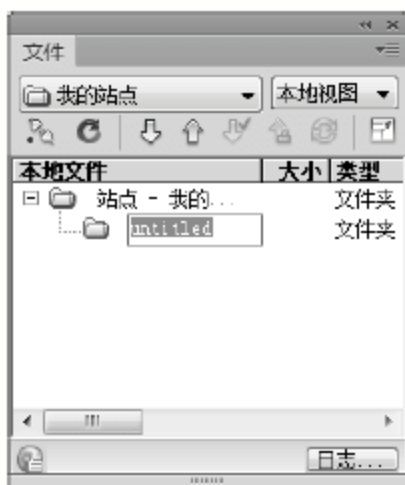 文件
我的站点 本地视图
本地文件 大小 类型
站点 - 我的... 文件夹
untitled 文件夹
日志...